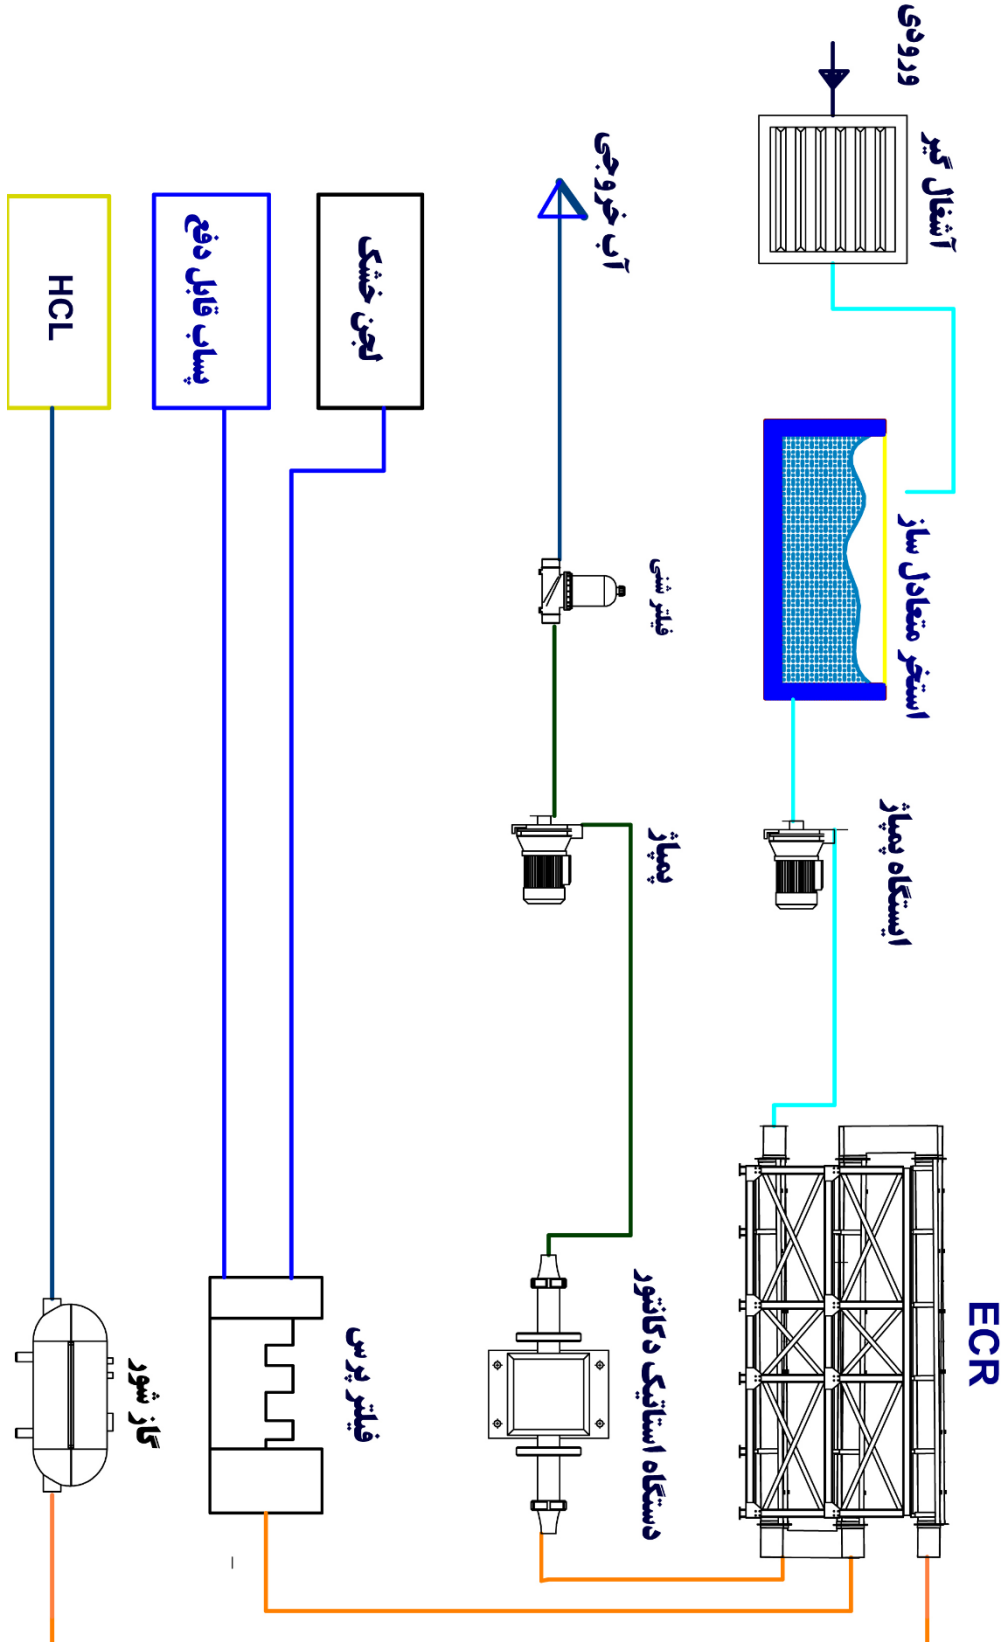 ورودی
آشغال گیر
استخر متعادل ساز
ایستگاه پمپاژ
ECR
آب خروجی
فیلتر شنی
پمپاژ
دستگاه استاتیک دکانتور
لجن خشک
پساب قابل دفع
فیلتر پرس
HCL
گاز شور